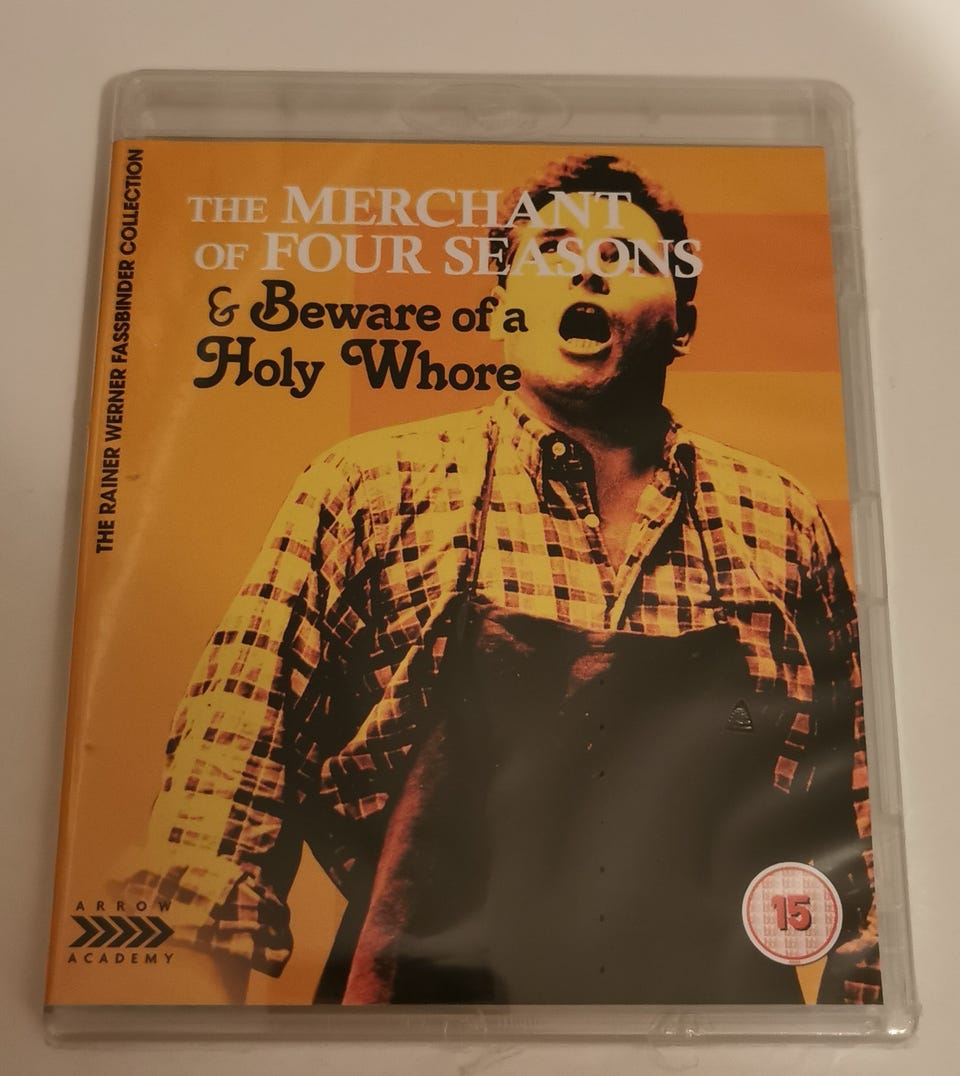 THE RAINER WERNER FASSBINDER COLLECTION
THE MERCHANT
OF FOUR SEASONS
& Beware of a
Holy Whore
ARROW
ACADEMY
15